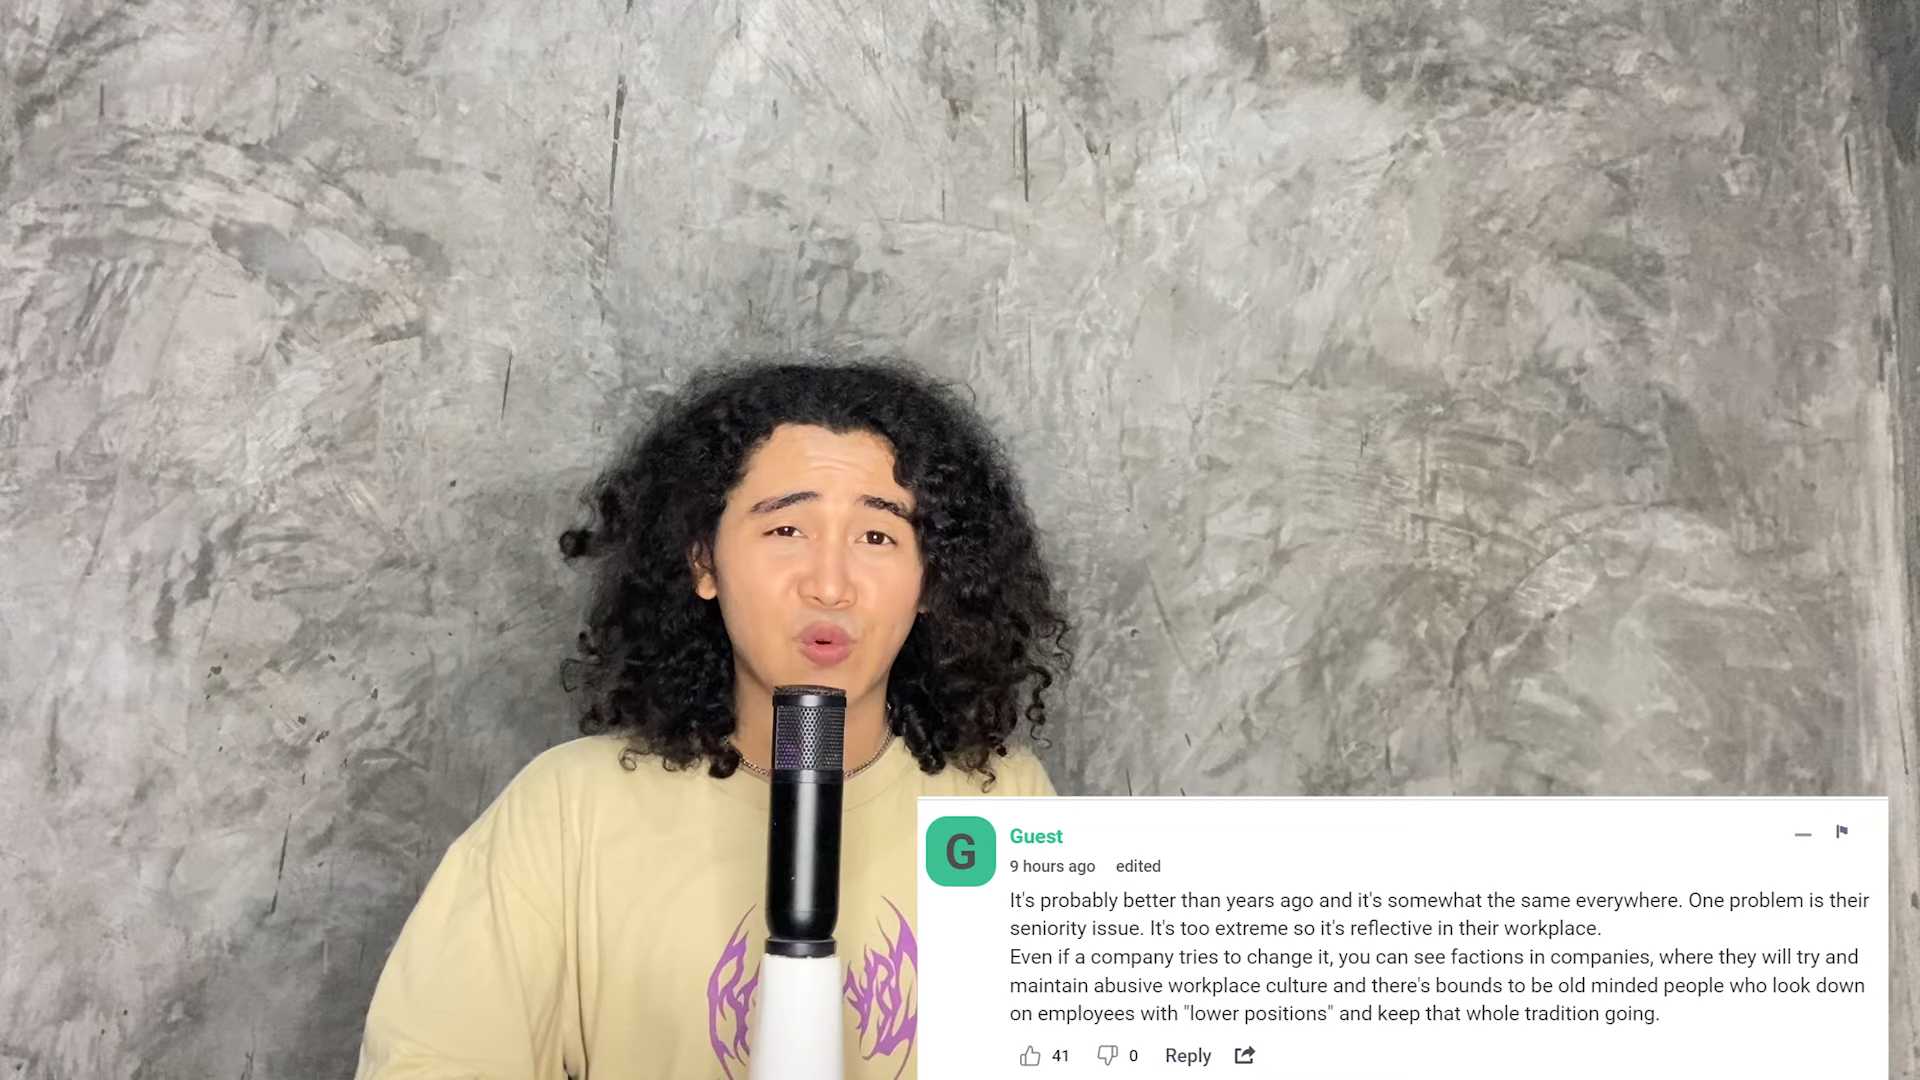 G
Guest
9 hours ago edited
It's probably better than years ago and it's somewhat the same everywhere. One problem is their
seniority issue. It's too extreme so it's reflective in their workplace.
Even if a company tries to change it, you can see factions in companies, where they will try and
maintain abusive workplace culture and there's bounds to be old minded people who look down
on employees with "lower positions" and keep that whole tradition going.
41 0 Reply